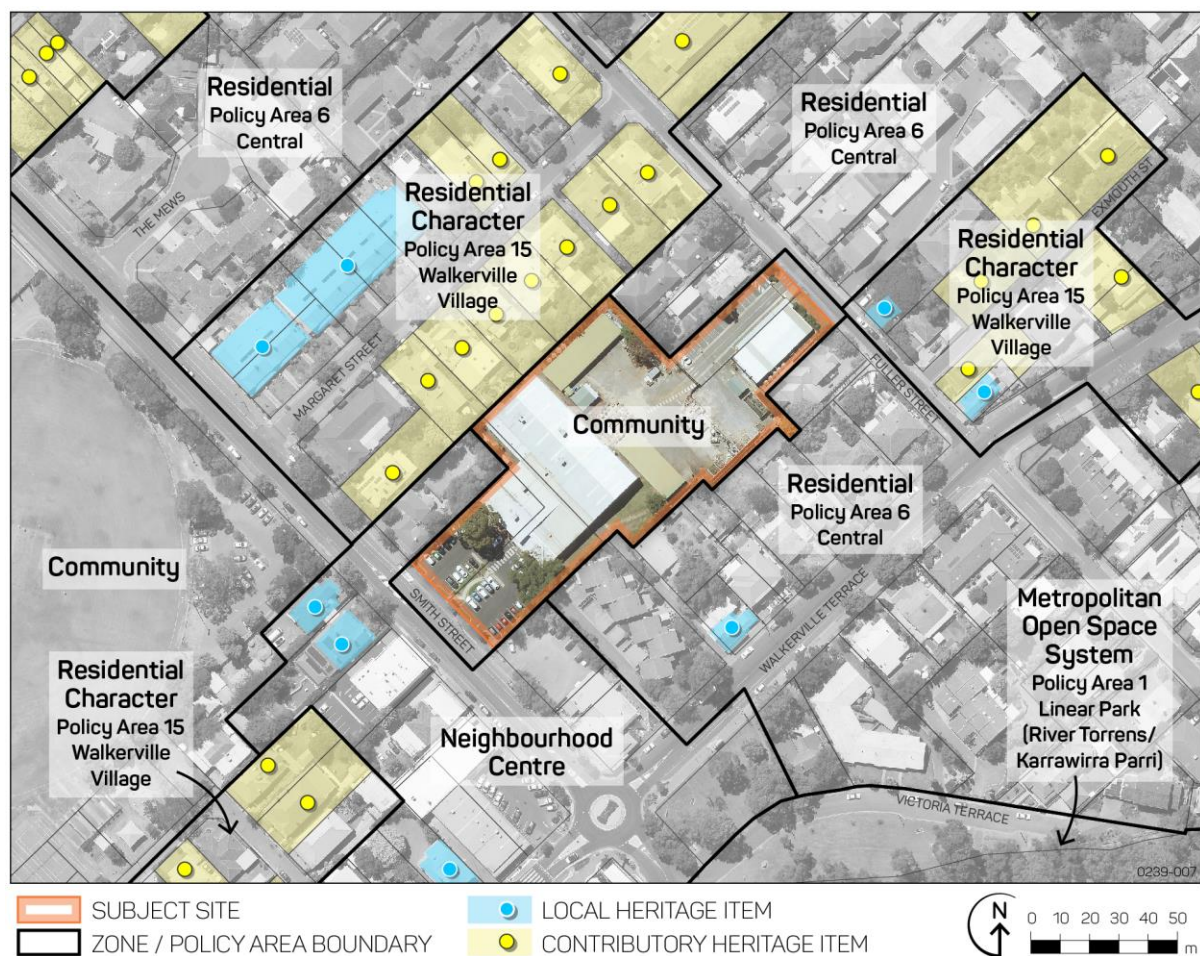 Residential
Policy Area 6
Central
Residential
Policy Area 6
Central
THE MEWS
Residential
Character
Policy Area 15
Walkerville
Village
EXMOUTH ST
Residential
Character
Policy Area 15
Walkerville
Village
MARGARET STREET
FULLER STREET
Community
Residential
Policy Area 6
Central
Community
SMITH STREET
WALKERVILLE TERRACE
Metropolitan
Open Space
System
Policy Area 1
Linear Park
(River Torrens/
Karrawirra Parri)
Residential
Character
Policy Area 15
Walkerville
Village
Neighbourhood
Centre
VICTORIA TERRACE
0239-007
SUBJECT SITE
LOCAL HERITAGE ITEM
ZONE / POLICY AREA BOUNDARY
CONTRIBUTORY HERITAGE ITEM
N
0 10 20 30 40 50
m